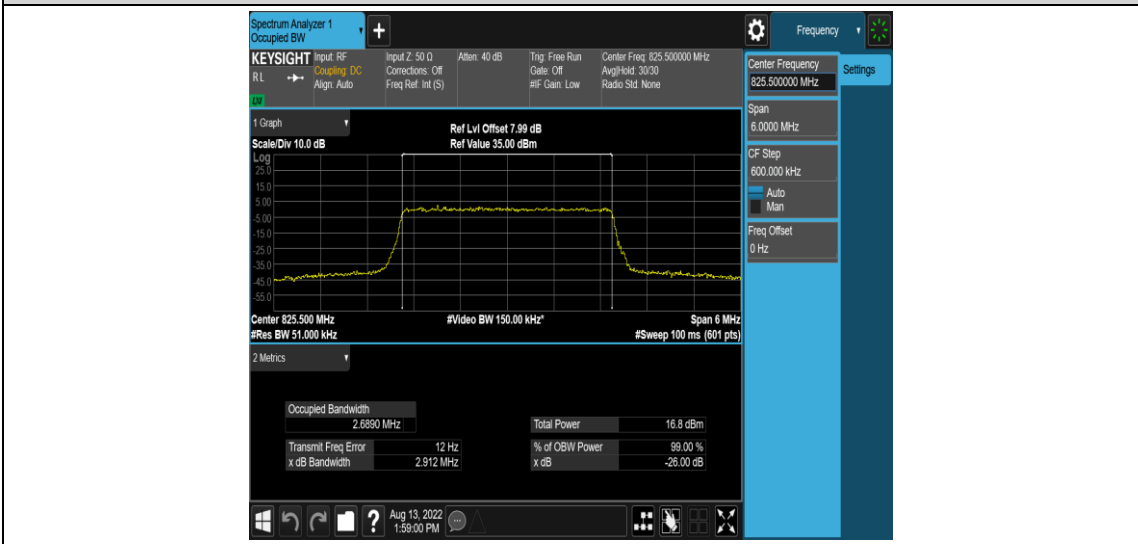 Spectrum Analyzer 1
Occupied BW
+
Frequency
KEYSIGHT Input: RF Input Z: 50 Ω Atten: 40 dB Trig: Free Run Center Freq: 825.500000 MHz
RL Coupling: DC Corrections: Off Gate: Off Avg|Hold: 30/30
Align: Auto Freq Ref: Int (S) #IF Gain: Low Radio Std: None
LXI
Center Frequency
825.500000 MHz
Settings
Span
6.0000 MHz
CF Step
600.000 kHz
Auto
Man
Freq Offset
0 Hz
1 Graph
Ref Lvl Offset 7.99 dB
Scale/Div 10.0 dB Ref Value 35.00 dBm
Log
25.0
15.0
5.00
-5.00
-15.0
-25.0
-35.0
-45.0
-55.0
Center 825.500 MHz #Video BW 150.00 kHz* Span 6 MHz
#Res BW 51.000 kHz #Sweep 100 ms (601 pts)
2 Metrics
Occupied Bandwidth
2.6890 MHz
Total Power 16.8 dBm
Transmit Freq Error 12 Hz % of OBW Power 99.00 %
x dB Bandwidth 2.912 MHz x dB -26.00 dB
?
Aug 13, 2022
1:59:00 PM